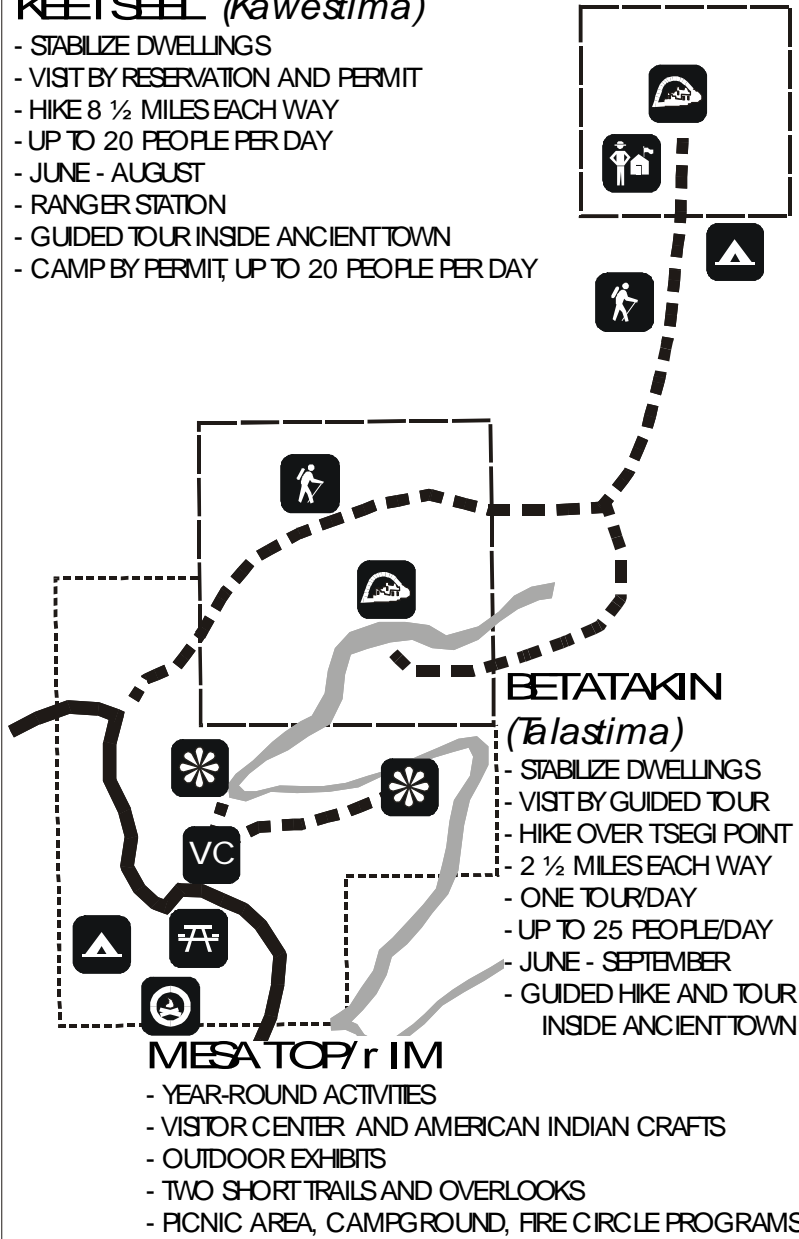 KEET SEEL (Kawestima)
- STABILIZE DWELLINGS
- VISIT BY RESERVATION AND PERMIT
- HIKE 8 ½ MILES EACH WAY
- UP TO 20 PEOPLE PER DAY
- JUNE - AUGUST
- RANGER STATION
- GUIDED TOUR INSIDE ANCIENT TOWN
- CAMP BY PERMIT, UP TO 20 PEOPLE PER DAY
BETATAKIN
(Talastima)
- STABILIZE DWELLINGS
- VISIT BY GUIDED TOUR
- HIKE OVER TSEGI POINT
- 2 ½ MILES EACH WAY
- ONE TOUR/DAY
- UP TO 25 PEOPLE/DAY
- JUNE - SEPTEMBER
- GUIDED HIKE AND TOUR
INSIDE ANCIENT TOWN
VC
MESA TOP/r IM
- YEAR-ROUND ACTIVITIES
- VISITOR CENTER AND AMERICAN INDIAN CRAFTS
- OUTDOOR EXHIBITS
- TWO SHORT TRAILS AND OVERLOOKS
- PICNIC AREA, CAMPGROUND, FIRE CIRCLE PROGRAMS